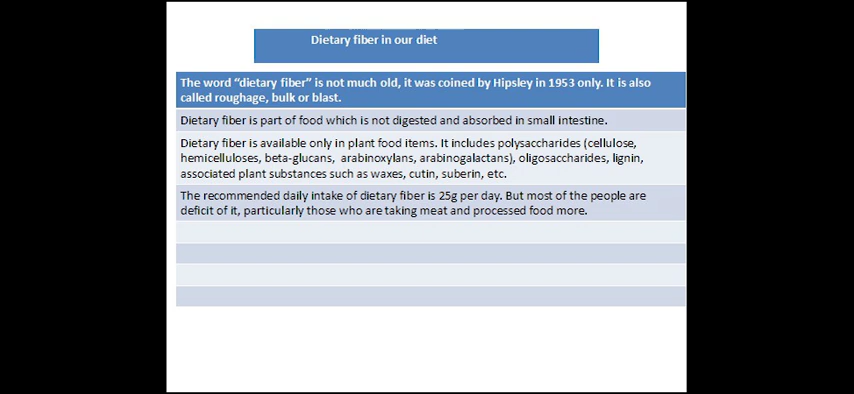 Dietary fiber in our diet
The word “dietary fiber” is not much old, it was coined by Hipsley in 1953 only. It is also
called roughage, bulk or blast.
Dietary fiber is part of food which is not digested and absorbed in small intestine.
Dietary fiber is available only in plant food items. It includes polysaccharides (cellulose,
hemicelluloses, beta-glucans, arabinoxylans, arabinogalactans), oligosaccharides, lignin,
associated plant substances such as waxes, cutin, suberin, etc.
The recommended daily intake of dietary fiber is 25g per day. But most of the people are
deficit of it, particularly those who are taking meat and processed food more.